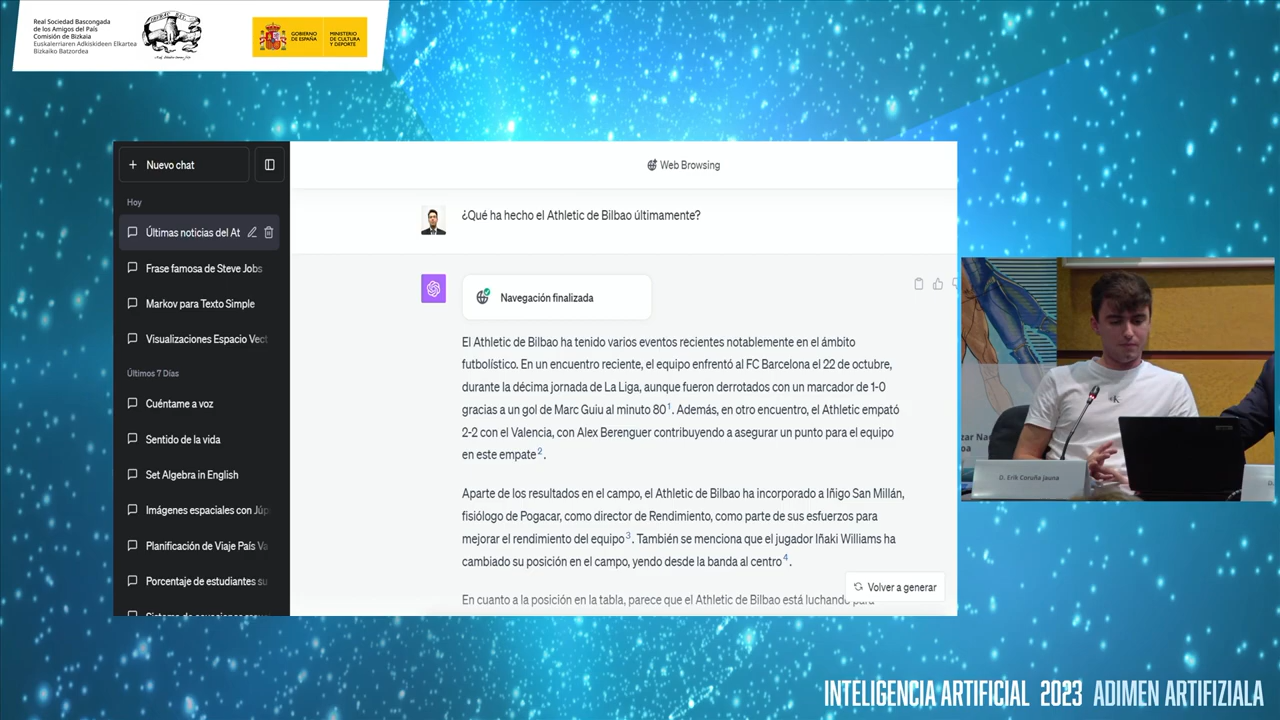 Real Sociedad Bascongada
de los Amigos del País
Comisión de Bizkaia
Euskalerriaren Adkiskideen Elkartea
Bizkaiko Batzordea
GOBIERNO
DE ESPAÑA
MINISTERIO
DE CULTURA
Y DEPORTE
Nuevo chat
Web Browsing
Hoy
Últimas noticias del At
Frase famosa de Steve Jobs
Markov para Texto Simple
Visualizaciones Espacio Vect
Últimos 7 Días
Cuéntame a voz
Sentido de la vida
Set Algebra in English
Imágenes espaciales con Júp
Planificación de Viaje País Va
Porcentaje de estudiantes su
¿Qué ha hecho el Athletic de Bilbao últimamente?
Navegación finalizada
El Athletic de Bilbao ha tenido varios eventos recientes notablemente en el ámbito
futbolístico. En un encuentro reciente, el equipo enfrentó al FC Barcelona el 22 de octubre,
durante la décima jornada de La Liga, aunque fueron derrotados con un marcador de 1-0
gracias a un gol de Marc Guiu al minuto 80¹. Además, en otro encuentro, el Athletic empató
2-2 con el Valencia, con Alex Berenguer contribuyendo a asegurar un punto para el equipo
en este empate².
Aparte de los resultados en el campo, el Athletic de Bilbao ha incorporado a Iñigo San Millán,
fisiólogo de Pogacar, como director de Rendimiento, como parte de sus esfuerzos para
mejorar el rendimiento del equipo³. También se menciona que el jugador Iñaki Williams ha
cambiado su posición en el campo, yendo desde la banda al centro⁴.
Volver a generar
En cuanto a la posición en la tabla, parece que el Athletic de Bilbao está luchando para
D. Erik Coruña Jauna
INTELIGENCIA ARTIFICIAL 2023 ADIMEN ARTIFIZIALA